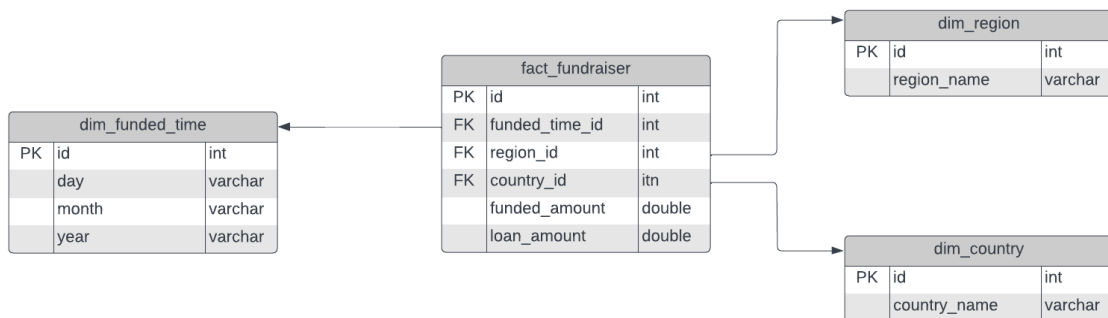 dim_funded_time
PK id int
day varchar
month varchar
year varchar
fact_fundraiser
PK id int
FK funded_time_id int
FK region_id int
FK country_id itn
funded_amount double
loan_amount double
dim_region
PK id int
region_name varchar
dim_country
PK id int
country_name varchar